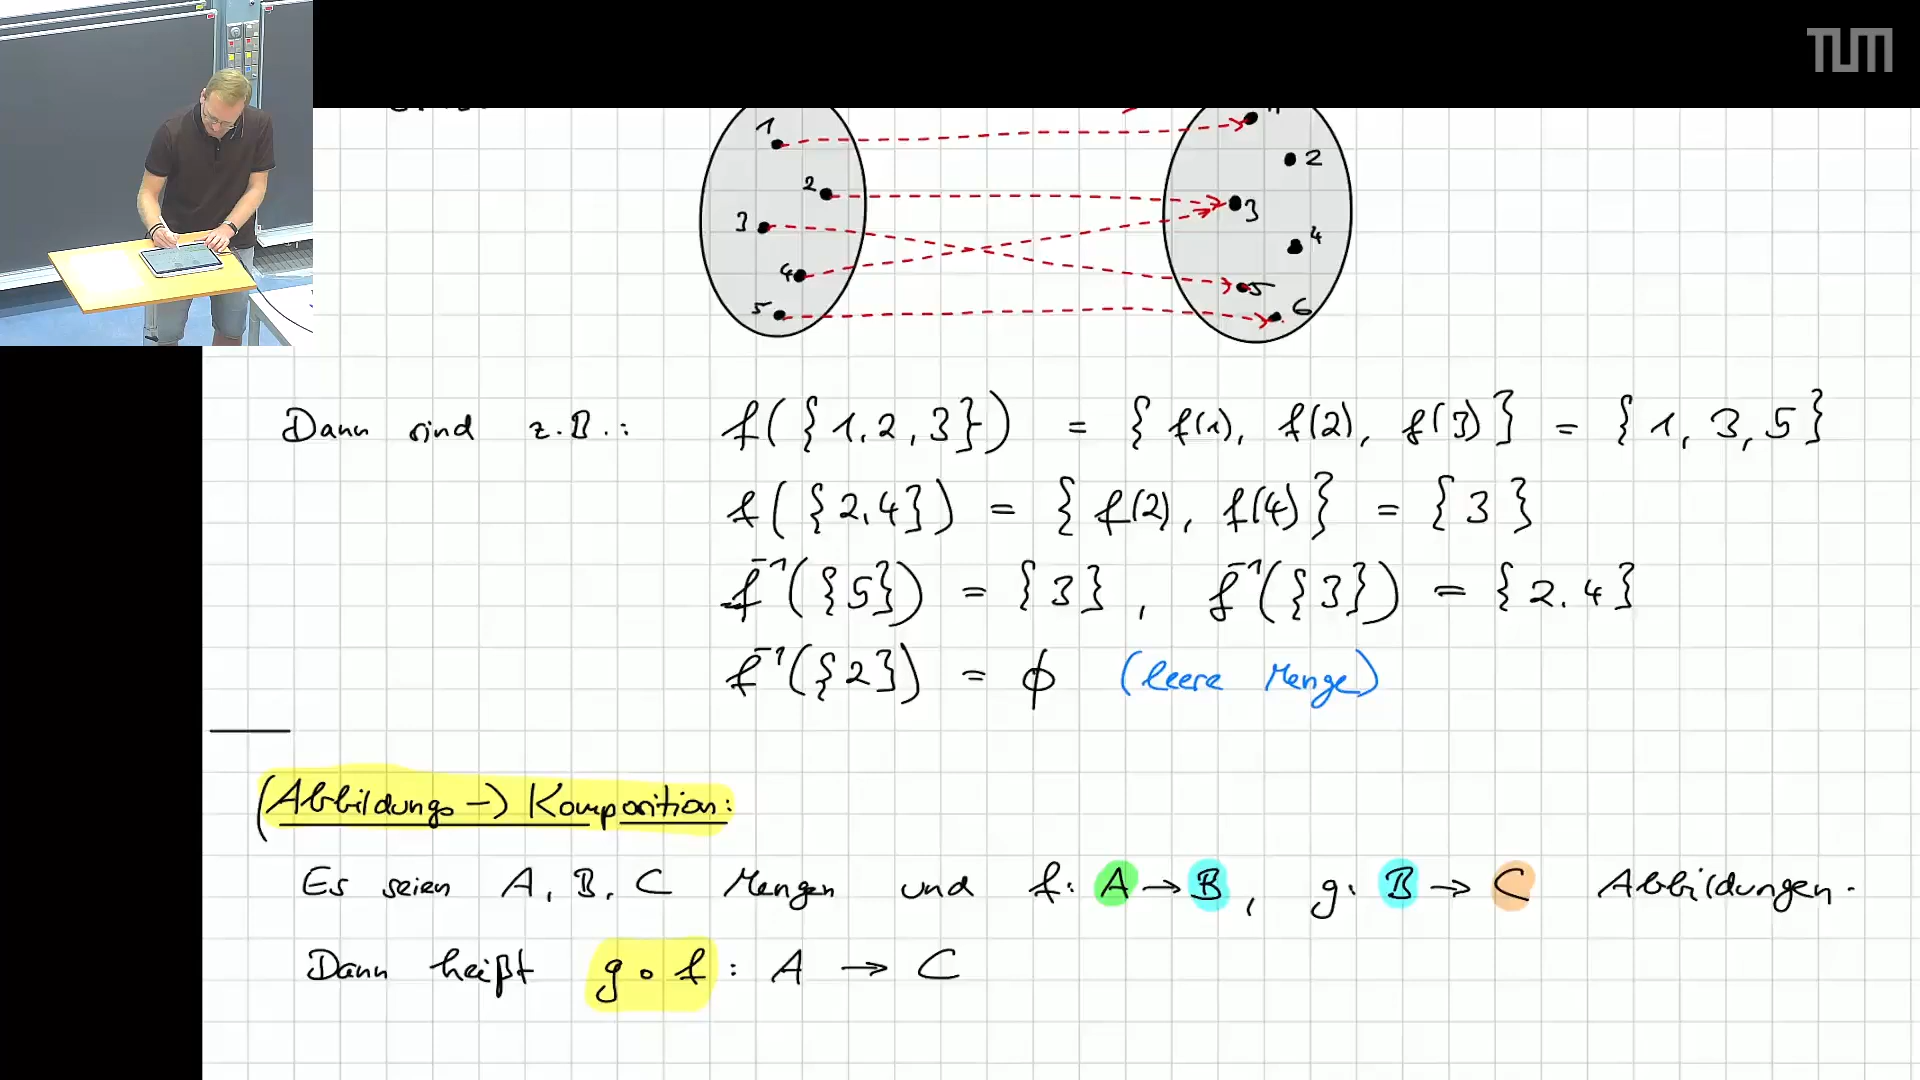 TUM
1
2
2
3
3
4
4
5
5
6
Dann sind z.B.: f({1,2,3}) = {f(1), f(2), f(3)} = {1,3,5}
f({2,4}) = {f(2), f(4)} = {3}
f⁻¹({5}) = {3}, f⁻¹({3}) = {2,4}
f⁻¹({2}) = ∅ (leere Menge)
(Abbildungs-) Komposition:
Es seien A, B, C Mengen und f: A → B, g: B → C Abbildungen.
Dann heißt g ∘ f : A → C